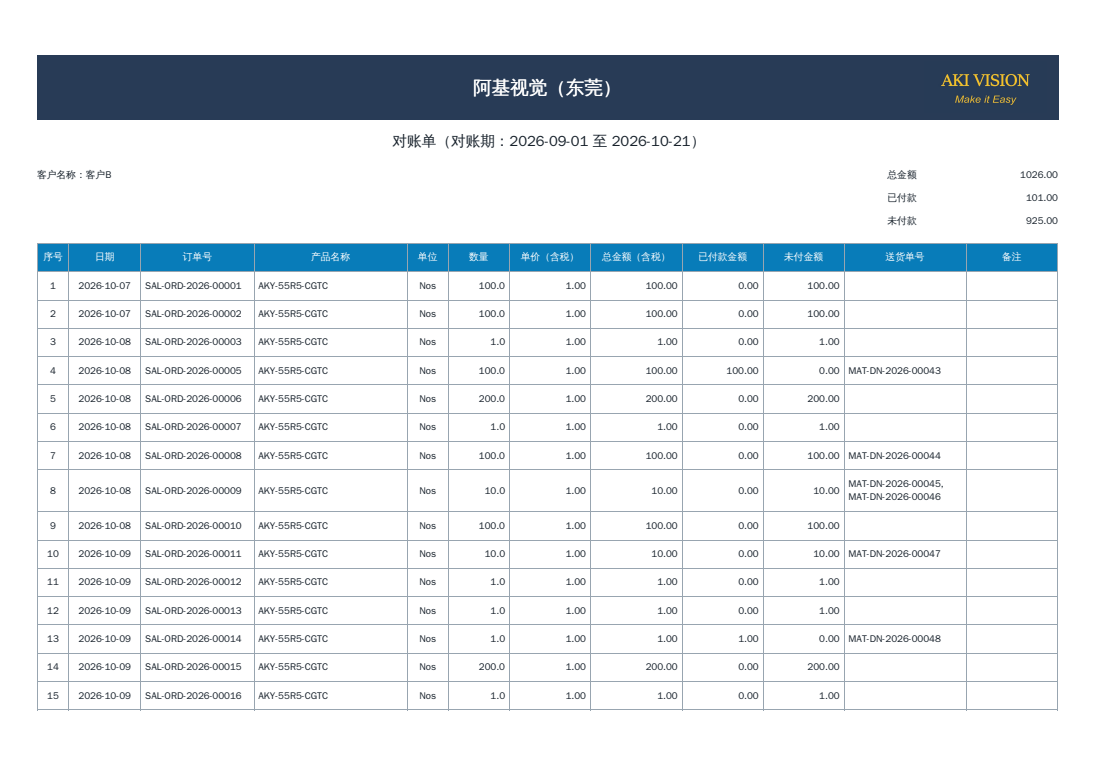 阿基视觉（东莞）
AKI VISION
Make it Easy
对账单（对账期：2026-09-01 至 2026-10-21）
客户名称：客户B
总金额 1026.00
已付款 101.00
未付款 925.00
序号 日期 订单号 产品名称 单位 数量 单价（含税） 总金额（含税） 已付款金额 未付金额 送货单号 备注
1 2026-10-07 SAL-ORD-2026-00001 AKY-55R5-CGTC Nos 100.0 1.00 100.00 0.00 100.00
2 2026-10-07 SAL-ORD-2026-00002 AKY-55R5-CGTC Nos 100.0 1.00 100.00 0.00 100.00
3 2026-10-08 SAL-ORD-2026-00003 AKY-55R5-CGTC Nos 1.0 1.00 1.00 0.00 1.00
4 2026-10-08 SAL-ORD-2026-00005 AKY-55R5-CGTC Nos 100.0 1.00 100.00 100.00 0.00 MAT-DN-2026-00043
5 2026-10-08 SAL-ORD-2026-00006 AKY-55R5-CGTC Nos 200.0 1.00 200.00 0.00 200.00
6 2026-10-08 SAL-ORD-2026-00007 AKY-55R5-CGTC Nos 1.0 1.00 1.00 0.00 1.00
7 2026-10-08 SAL-ORD-2026-00008 AKY-55R5-CGTC Nos 100.0 1.00 100.00 0.00 100.00 MAT-DN-2026-00044
8 2026-10-08 SAL-ORD-2026-00009 AKY-55R5-CGTC Nos 10.0 1.00 10.00 0.00 10.00 MAT-DN-2026-00045,
MAT-DN-2026-00046
9 2026-10-08 SAL-ORD-2026-00010 AKY-55R5-CGTC Nos 100.0 1.00 100.00 0.00 100.00
10 2026-10-09 SAL-ORD-2026-00011 AKY-55R5-CGTC Nos 10.0 1.00 10.00 0.00 10.00 MAT-DN-2026-00047
11 2026-10-09 SAL-ORD-2026-00012 AKY-55R5-CGTC Nos 1.0 1.00 1.00 0.00 1.00
12 2026-10-09 SAL-ORD-2026-00013 AKY-55R5-CGTC Nos 1.0 1.00 1.00 0.00 1.00
13 2026-10-09 SAL-ORD-2026-00014 AKY-55R5-CGTC Nos 1.0 1.00 1.00 1.00 0.00 MAT-DN-2026-00048
14 2026-10-09 SAL-ORD-2026-00015 AKY-55R5-CGTC Nos 200.0 1.00 200.00 0.00 200.00
15 2026-10-09 SAL-ORD-2026-00016 AKY-55R5-CGTC Nos 1.0 1.00 1.00 0.00 1.00